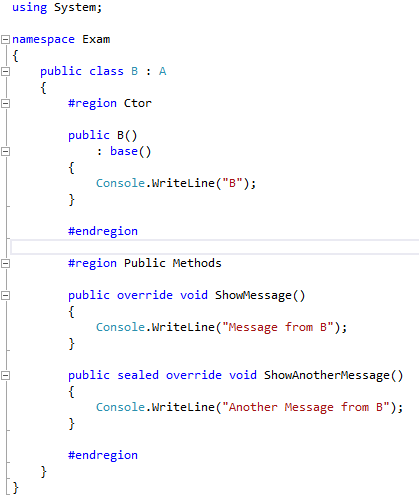 using System;
namespace Exam
{
public class B : A
{
#region Ctor
public B()
: base()
{
Console.WriteLine("B");
}
#endregion
#region Public Methods
public override void ShowMessage()
{
Console.WriteLine("Message from B");
}
public sealed override void ShowAnotherMessage()
{
Console.WriteLine("Another Message from B");
}
#endregion
}
}